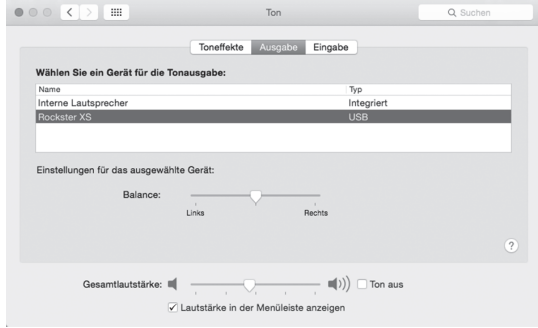 Ton
Suchen
Toneffekte Ausgabe Eingabe
Wählen Sie ein Gerät für die Tonausgabe:
Name Typ
Interne Lautsprecher Integriert
Rockster XS USB
Einstellungen für das ausgewählte Gerät:
Balance:
Links Rechts
?
Gesamtlautstärke: Ton aus
Lautstärke in der Menüleiste anzeigen